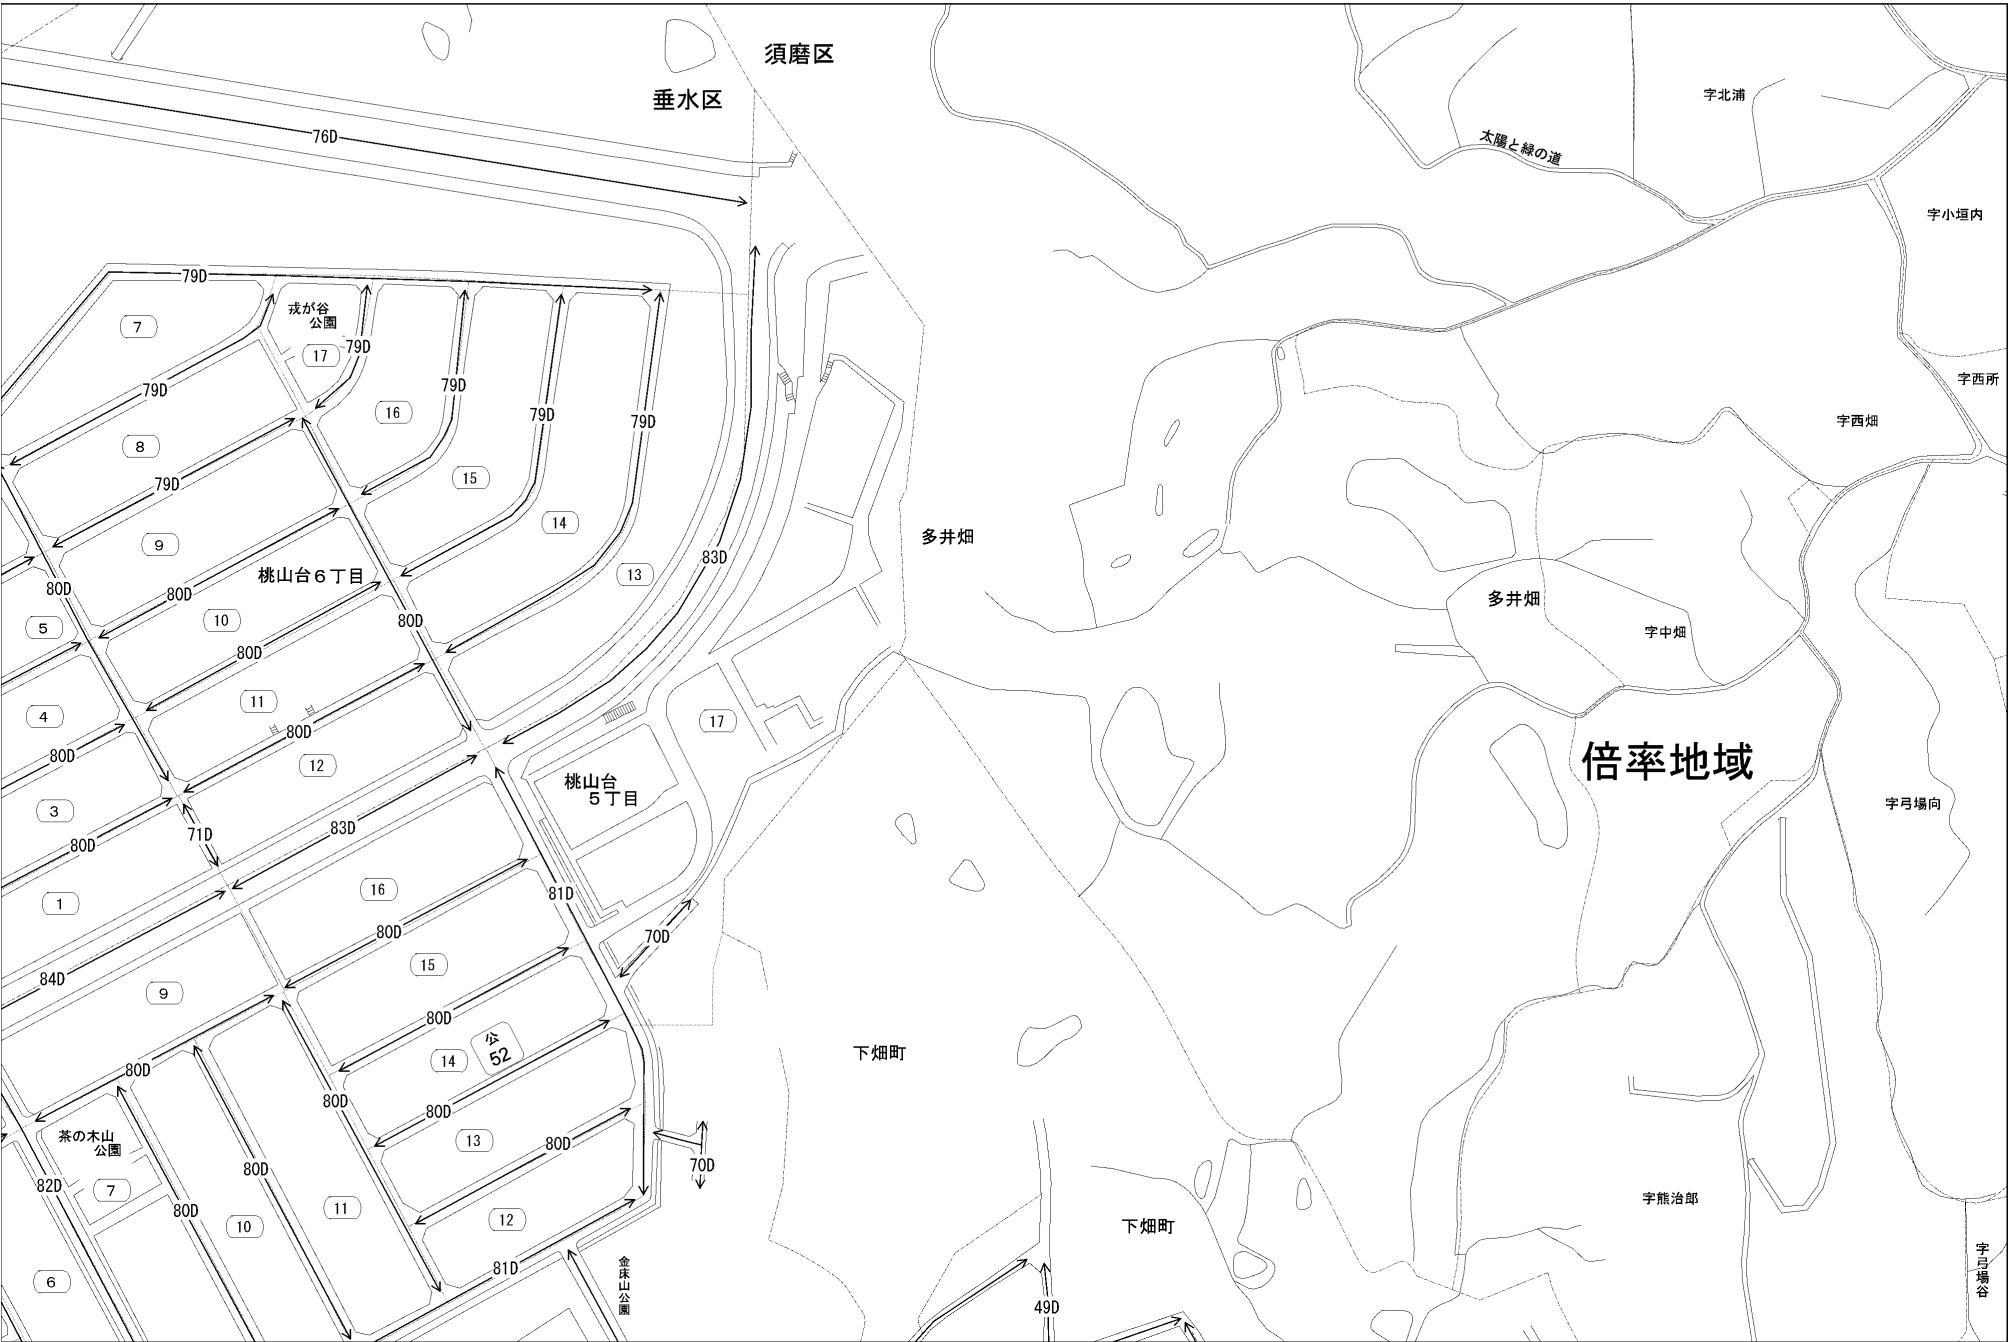 須磨区
垂水区
76D
字北浦
太陽と緑の道
字小垣内
79D
戎が谷
公園
7
17
79D
79D
79D
79D
79D
16
8
字西所
字西畑
15
79D
14
9
多井畑
83D
桃山台6丁目
13
80D
80D
10
80D
多井畑
5
字中畑
80D
11
4
17
80D
80D
12
倍率地域
桃山台
5丁目
3
字弓場向
71D
83D
80D
16
81D
1
80D
70D
15
84D
9
80D
公
52
14
下畑町
80D
80D
80D
茶の木山
公園
13
80D
70D
80D
82D
7
80D
11
12
字熊治郎
10
下畑町
81D
金床山公園
字弓場谷
6
49D